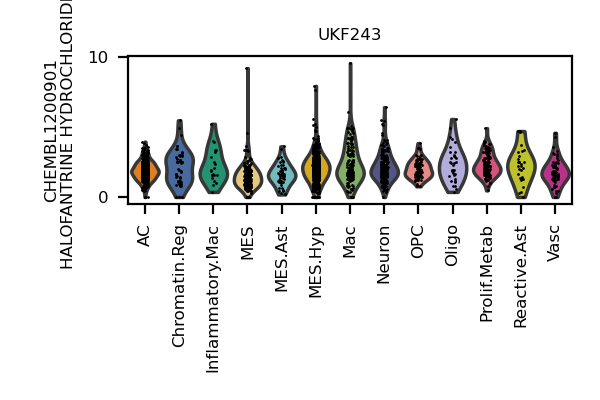 UKF243
CHEMBL1200901
HALOFANTRINE HYDROCHLORIDE
10
0
AC
Chromatin.Reg
Inflammatory.Mac
MES
MES.Ast
MES.Hyp
Mac
Neuron
OPC
Oligo
Prolif.Metab
Reactive.Ast
Vasc